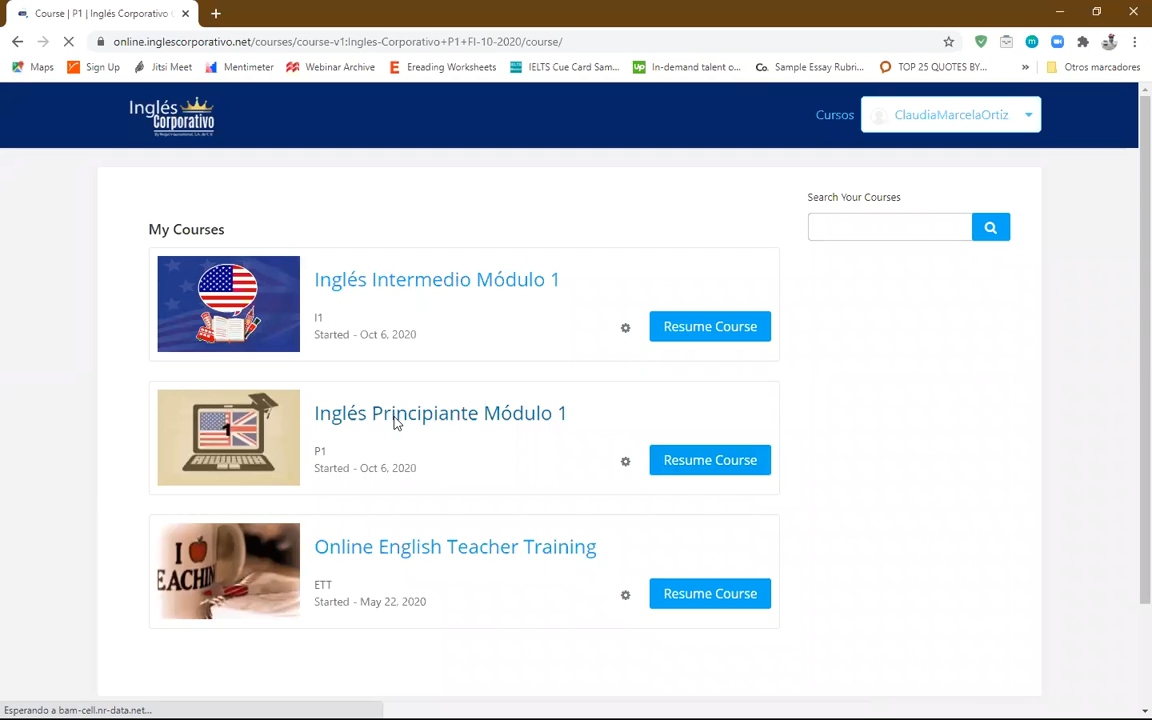 Course | P1 | Inglés Corporativo
online.inglescorporativo.net/courses/course-v1:Ingles-Corporativo+P1+FI-10-2020/course/
Maps
Sign Up
Jitsi Meet
Mentimeter
Webinar Archive
Ereading Worksheets
IELTS Cue Card Sam...
In-demand talent o...
Sample Essay Rubri...
TOP 25 QUOTES BY...
»
Otros marcadores
Inglés
Corporativo
Cursos
ClaudiaMarcelaOrtiz
Search Your Courses
My Courses
Inglés Intermedio Módulo 1
I1
Started - Oct 6, 2020
Resume Course
1
Inglés Principiante Módulo 1
P1
Started - Oct 6, 2020
Resume Course
I
EACHIN
Online English Teacher Training
ETT
Started - May 22, 2020
Resume Course
Esperando a bam-cell.nr-data.net...